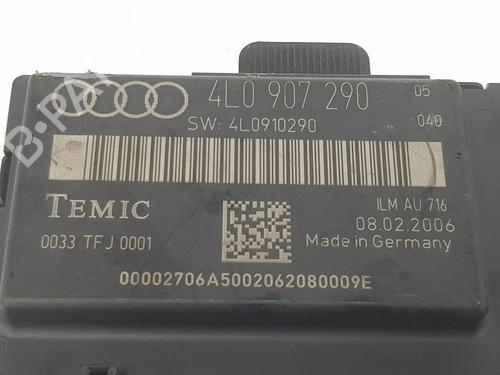 4L0 907 290 05
SW: 4L0910290 040
TEMIC ILM AU 716
08.02.2006
0033 TFJ 0001 Made in Germany
00002706A5002062080009E
B-PARTS